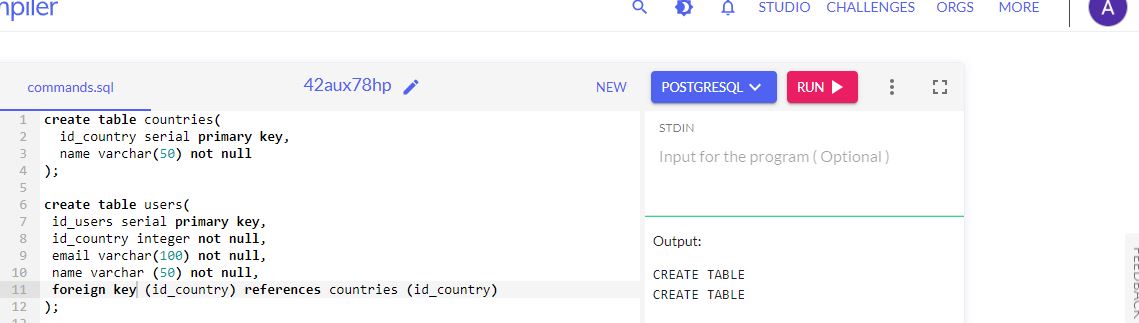 mpiler
STUDIO CHALLENGES ORGS MORE
A
commands.sql 42aux78hp NEW POSTGRESQL RUN
1 create table countries(
2 id_country serial primary key,
3 name varchar(50) not null
4 );
5
6 create table users(
7 id_users serial primary key,
8 id_country integer not null,
9 email varchar(100) not null,
10 name varchar (50) not null,
11 foreign key (id_country) references countries (id_country)
12 );
STDIN
Input for the program ( Optional )
Output:
CREATE TABLE
CREATE TABLE
FEEDBACK